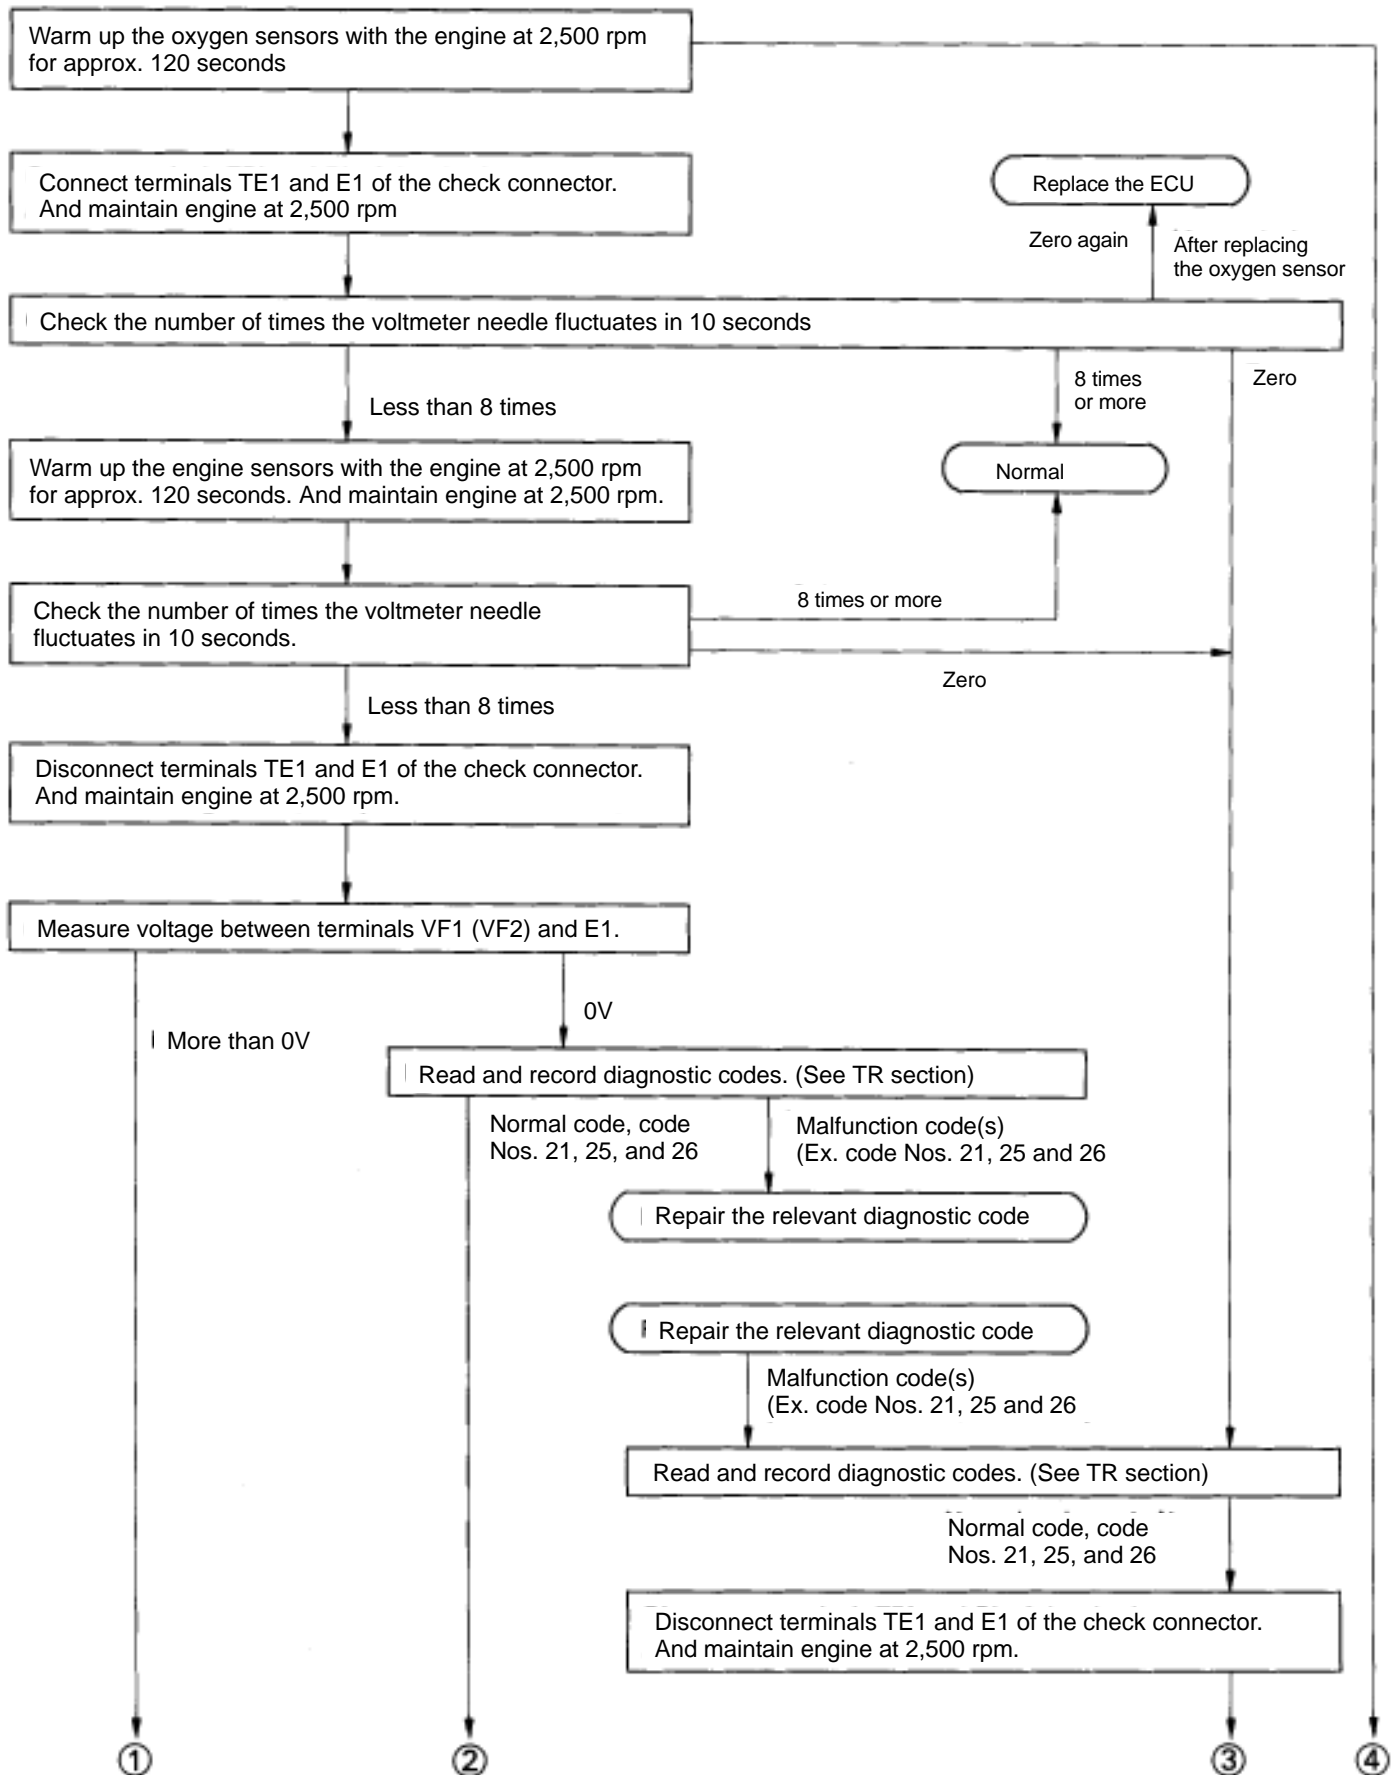 Warm up the oxygen sensors with the engine at 2,500 rpm
for approx. 120 seconds
Connect terminals TE1 and E1 of the check connector.
And maintain engine at 2,500 rpm
Replace the ECU
Zero again
After replacing
the oxygen sensor
Check the number of times the voltmeter needle fluctuates in 10 seconds
8 times
or more
Zero
Less than 8 times
Warm up the engine sensors with the engine at 2,500 rpm
for approx. 120 seconds. And maintain engine at 2,500 rpm.
Normal
Check the number of times the voltmeter needle
fluctuates in 10 seconds.
8 times or more
Zero
Less than 8 times
Disconnect terminals TE1 and E1 of the check connector.
And maintain engine at 2,500 rpm.
Measure voltage between terminals VF1 (VF2) and E1.
0V
More than 0V
Read and record diagnostic codes. (See TR section)
Normal code, code
Nos. 21, 25, and 26
Malfunction code(s)
(Ex. code Nos. 21, 25 and 26
Repair the relevant diagnostic code
Repair the relevant diagnostic code
Malfunction code(s)
(Ex. code Nos. 21, 25 and 26
Read and record diagnostic codes. (See TR section)
Normal code, code
Nos. 21, 25, and 26
Disconnect terminals TE1 and E1 of the check connector.
And maintain engine at 2,500 rpm.
① ② ③ ④